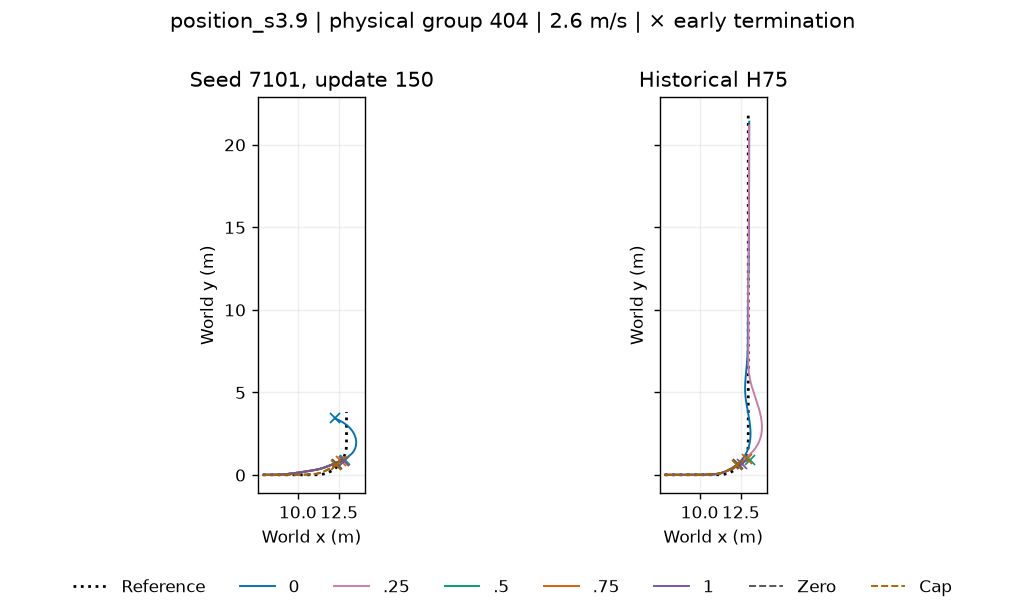 position_s3.9 | physical group 404 | 2.6 m/s | × early termination
Seed 7101, update 150
Historical H75
20
15
10
5
0
World y (m)
World y (m)
10.0 12.5
10.0 12.5
World x (m)
World x (m)
Reference
0
.25
.5
.75
1
Zero
Cap